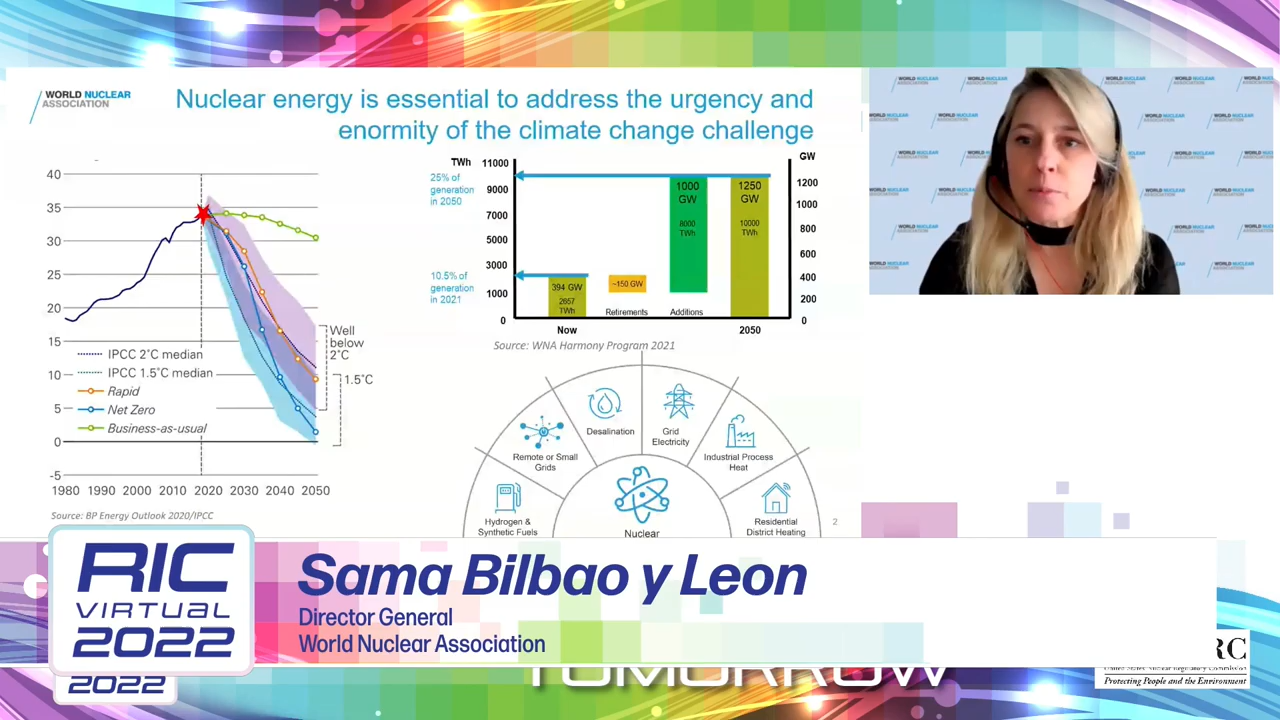 WORLD NUCLEAR
ASSOCIATION
Nuclear energy is essential to address the urgency and
enormity of the climate change challenge
40
35
30
25
20
15
10
5
0
-5
1980 1990 2000 2010 2020 2030 2040 2050
IPCC 2°C median
IPCC 1.5°C median
Rapid
Net Zero
Business-as-usual
Well
below
2°C
1.5°C
Source: BP Energy Outlook 2020/IPCC
TWh
11000
9000
7000
5000
3000
1000
0
25% of
generation
in 2050
10.5% of
generation
in 2021
394 GW
2657
TWh
~150 GW
1000
GW
8000
TWh
1250
GW
10000
TWh
Retirements
Additions
Now
2050
GW
1200
1000
800
600
400
200
0
Source: WNA Harmony Program 2021
Hydrogen &
Synthetic Fuels
Remote or Small
Grids
Desalination
Grid
Electricity
Industrial Process
Heat
Residential
District Heating
Nuclear
2
WORLD NUCLEAR
ASSOCIATION
RIC
VIRTUAL
2022
Sama Bilbao y Leon
Director General
World Nuclear Association
2022
TOMORROW
RC
Protecting People and the Environment